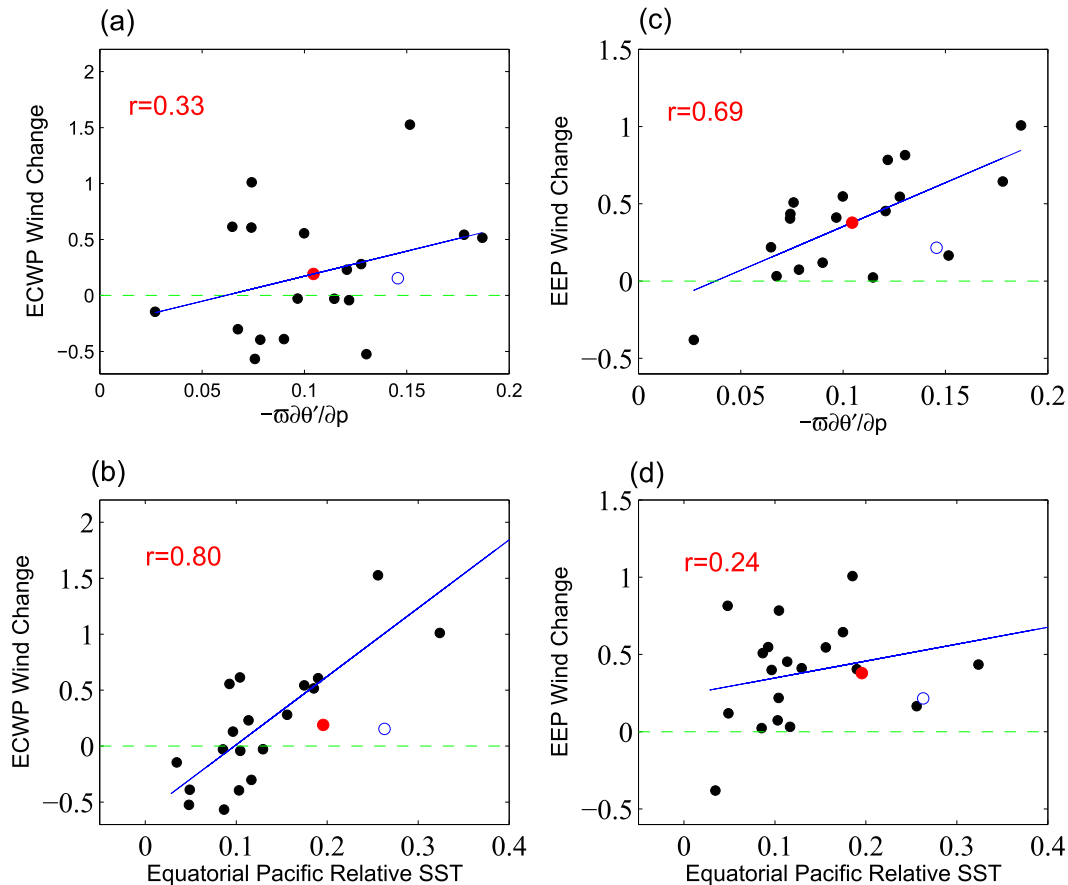 (a)
2
1.5
1
0.5
0
−0.5
ECWP Wind Change
r=0.33
0
0.05
0.1
0.15
0.2
−ϖ∂θ′/∂p
(c)
1.5
1
0.5
0
−0.5
EEP Wind Change
r=0.69
0
0.05
0.1
0.15
0.2
−ϖ∂θ′/∂p
(b)
2
1.5
1
0.5
0
−0.5
ECWP Wind Change
r=0.80
0
0.1
0.2
0.3
0.4
Equatorial Pacific Relative SST
(d)
1.5
1
0.5
0
−0.5
EEP Wind Change
r=0.24
0
0.1
0.2
0.3
0.4
Equatorial Pacific Relative SST